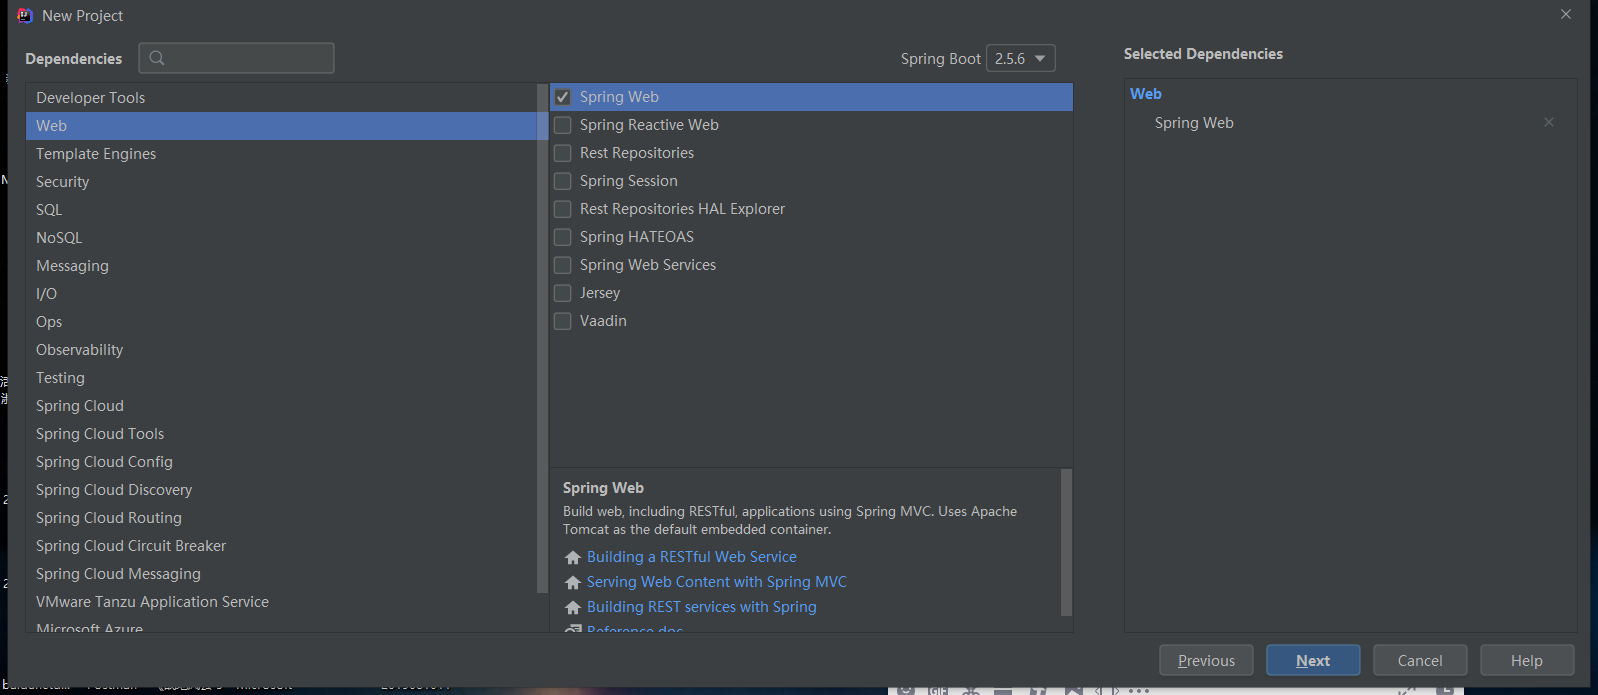 New Project
Dependencies
Spring Boot 2.5.6
Selected Dependencies
Developer Tools
Web
Template Engines
Security
SQL
NoSQL
Messaging
I/O
Ops
Observability
Testing
Spring Cloud
Spring Cloud Tools
Spring Cloud Config
Spring Cloud Discovery
Spring Cloud Routing
Spring Cloud Circuit Breaker
Spring Cloud Messaging
VMware Tanzu Application Service
Microsoft Azure
Spring Web
Spring Reactive Web
Rest Repositories
Spring Session
Rest Repositories HAL Explorer
Spring HATEOAS
Spring Web Services
Jersey
Vaadin
Spring Web
Build web, including RESTful, applications using Spring MVC. Uses Apache
Tomcat as the default embedded container.
Building a RESTful Web Service
Serving Web Content with Spring MVC
Building REST services with Spring
Reference doc
Web
Spring Web
Previous
Next
Cancel
Help